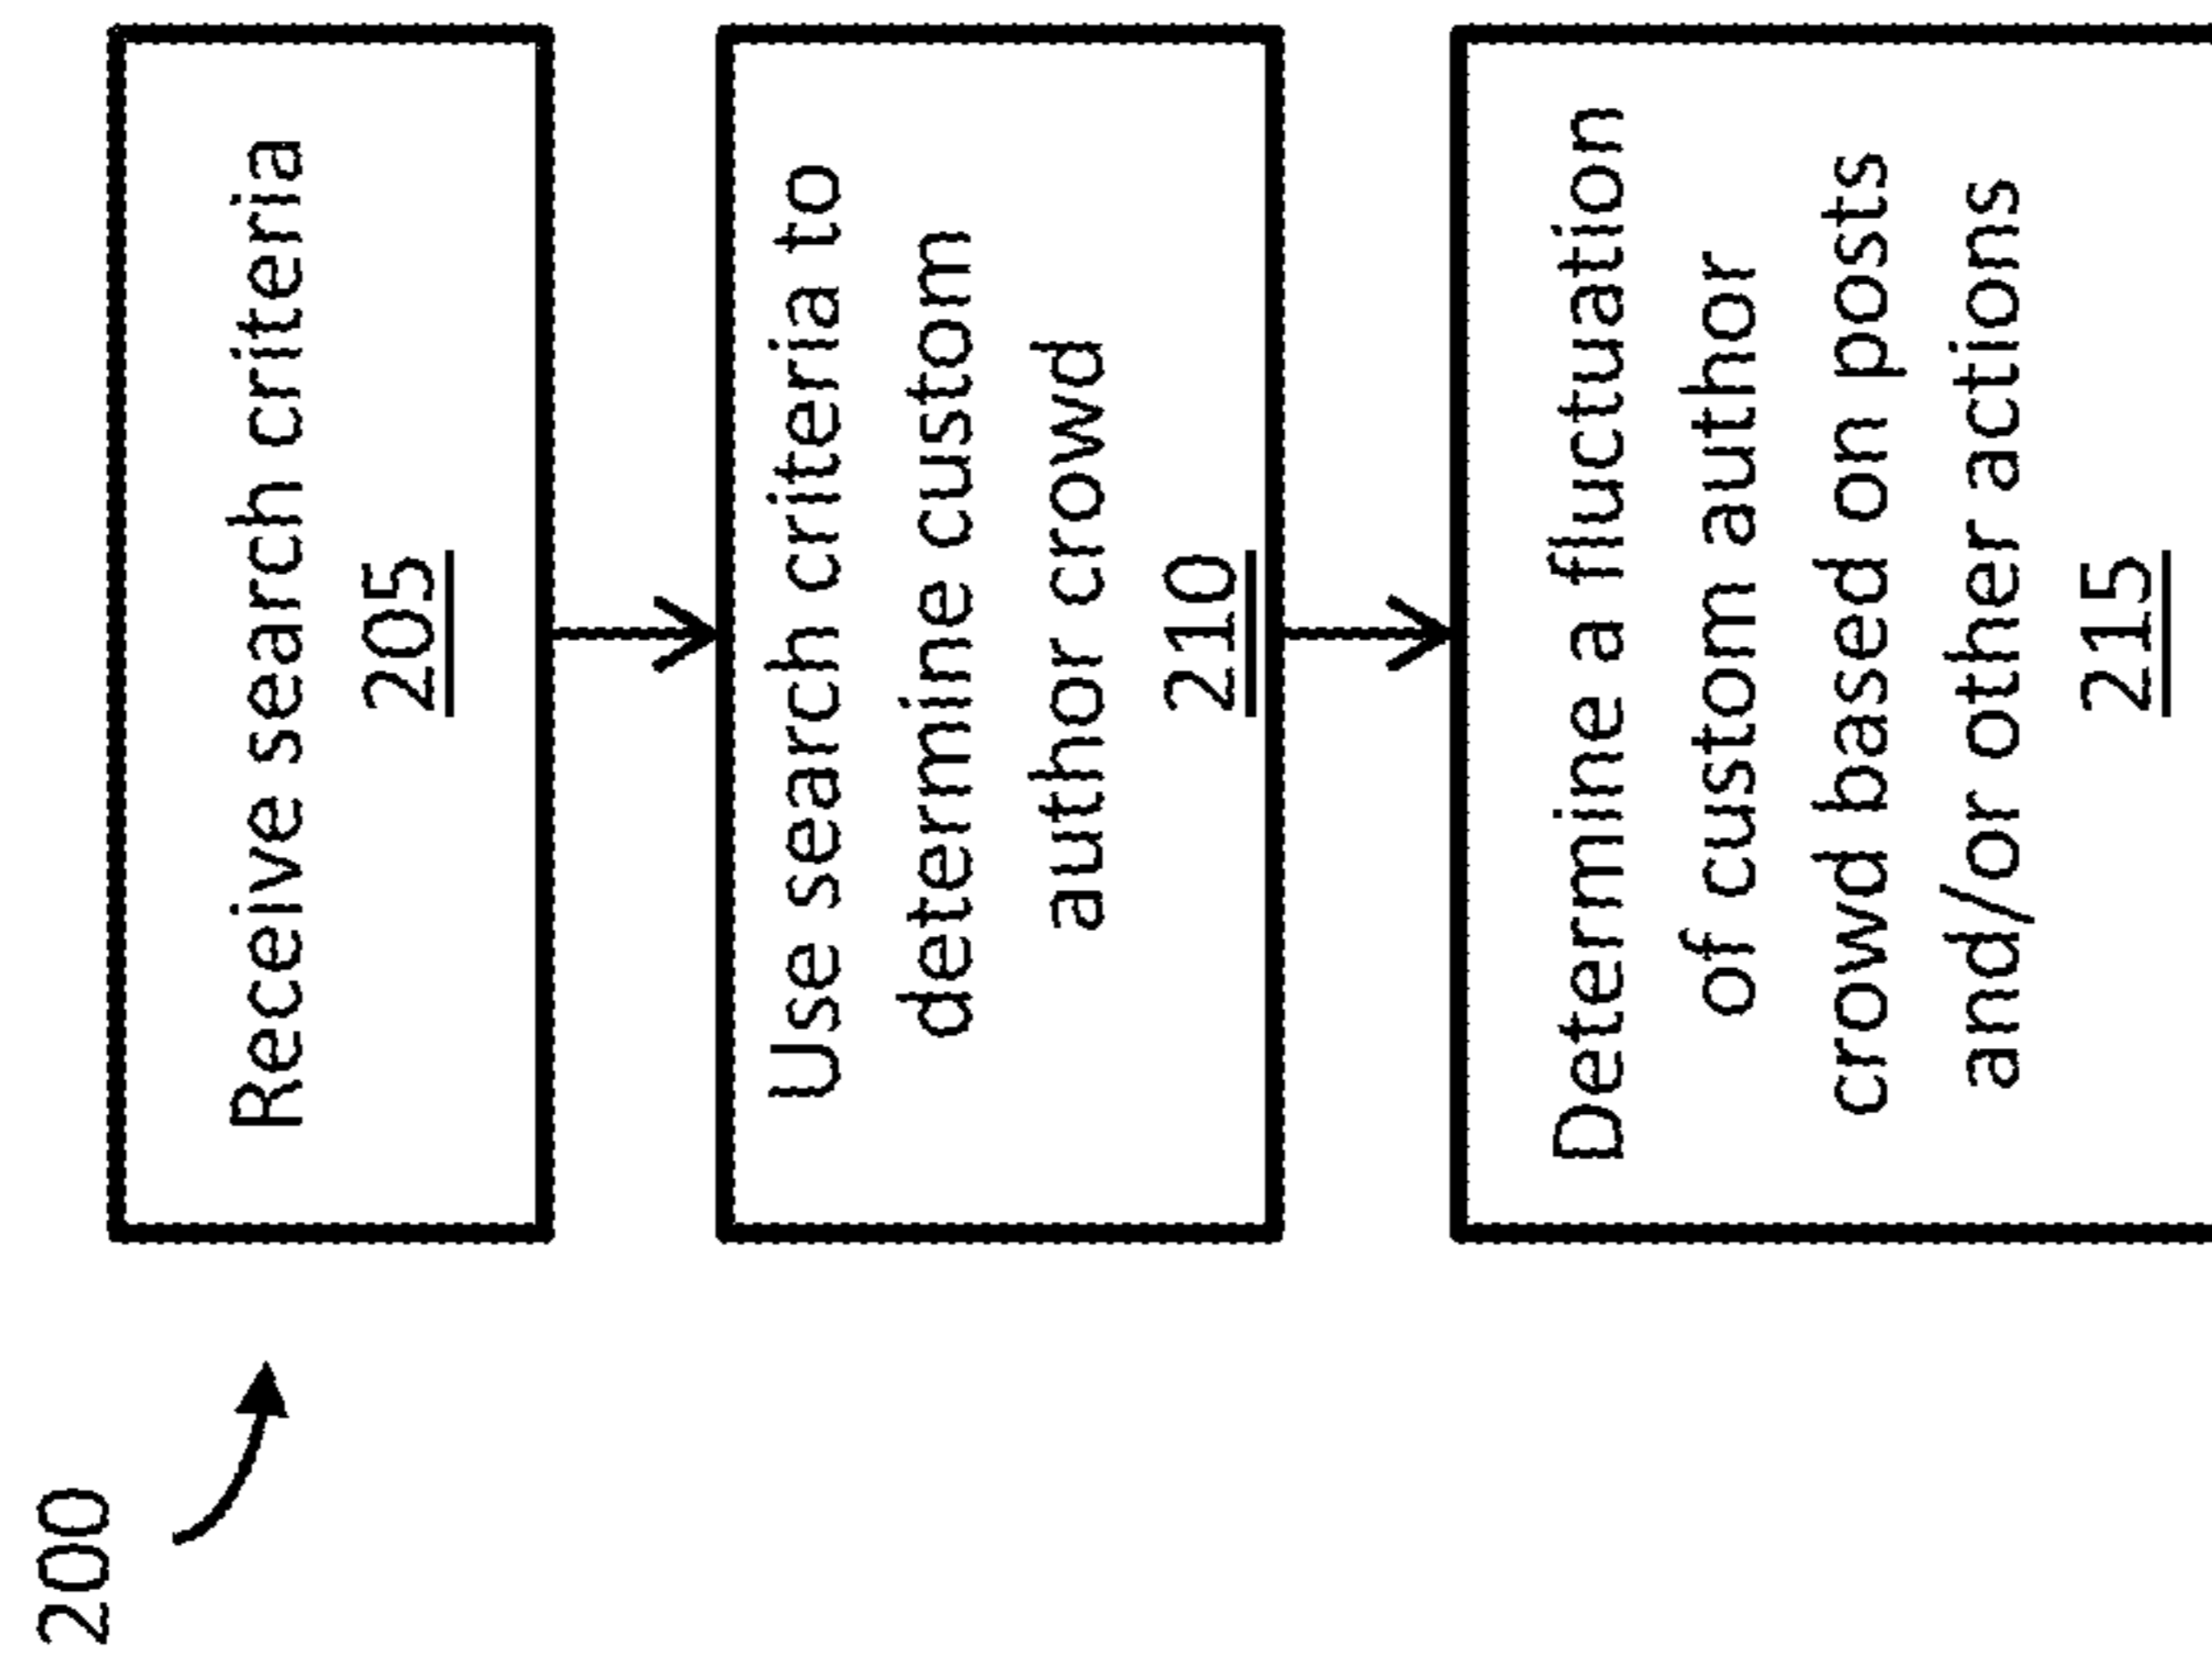 200
Receive search criteria
205
Use search criteria to
determine custom
author crowd
210
Determine a fluctuation
of custom author
crowd based on posts
and/or other actions
215